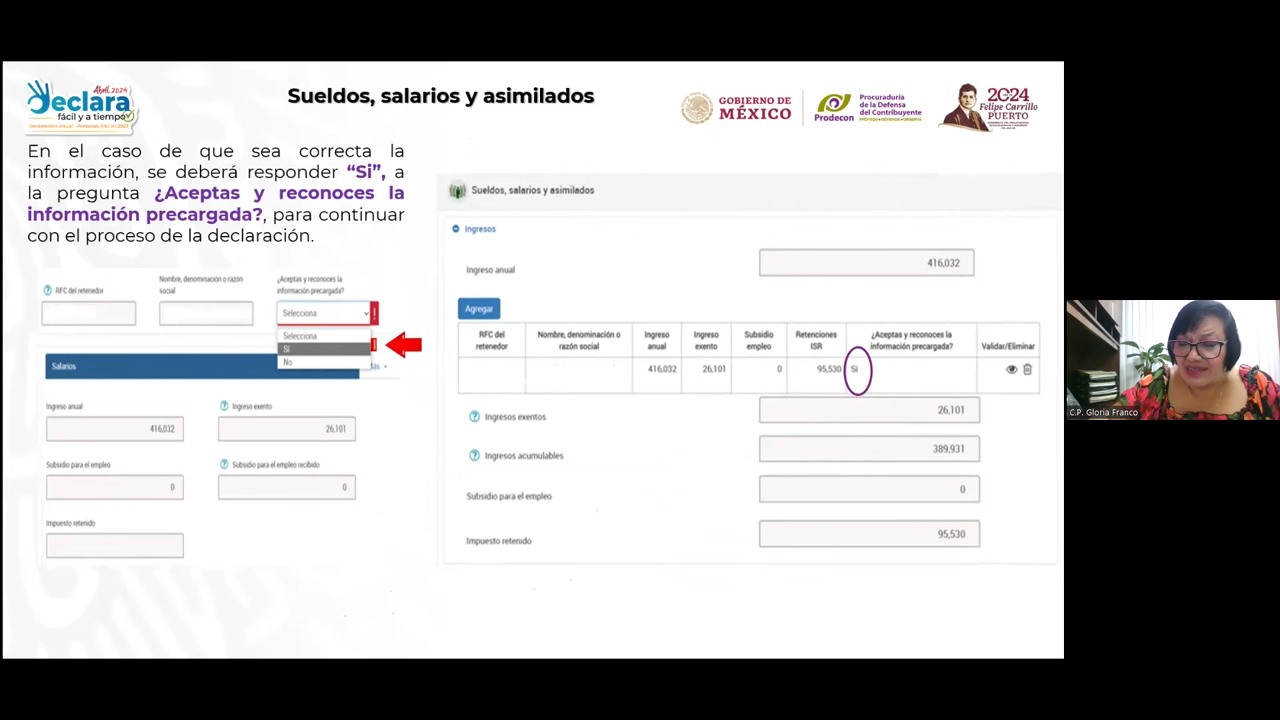 Abril 2024
Declara
fácil y a tiempo
Sueldos, salarios y asimilados
GOBIERNO DE
MÉXICO
Prodecon
Procuraduría
de la Defensa
del Contribuyente
2024
Felipe Carrillo
PUERTO
En el caso de que sea correcta la
información, se deberá responder “Si”, a
la pregunta ¿Aceptas y reconoces la
información precargada?, para continuar
con el proceso de la declaración.
RFC del retenedor
Nombre, denominación o razón
social
¿Aceptas y reconoces la
información precargada?
Selecciona
Selecciona
Si
No
Salarios
Ingreso anual
Ingreso exento
416,032
26,101
Subsidio para el empleo
Subsidio para el empleo recibido
0
0
Impuesto retenido
Sueldos, salarios y asimilados
Ingresos
Ingreso anual
416,032
Agregar
RFC del
retenedor
Nombre, denominación o
razón social
Ingreso
anual
Ingreso
exento
Subsidio
empleo
Retenciones
ISR
¿Aceptas y reconoces la
información precargada?
Validar/Eliminar
416,032 26,101 0 95,530 Si
Ingresos exentos
26,101
Ingresos acumulables
389,931
Subsidio para el empleo
0
Impuesto retenido
95,530
C.P. Gloria Franco